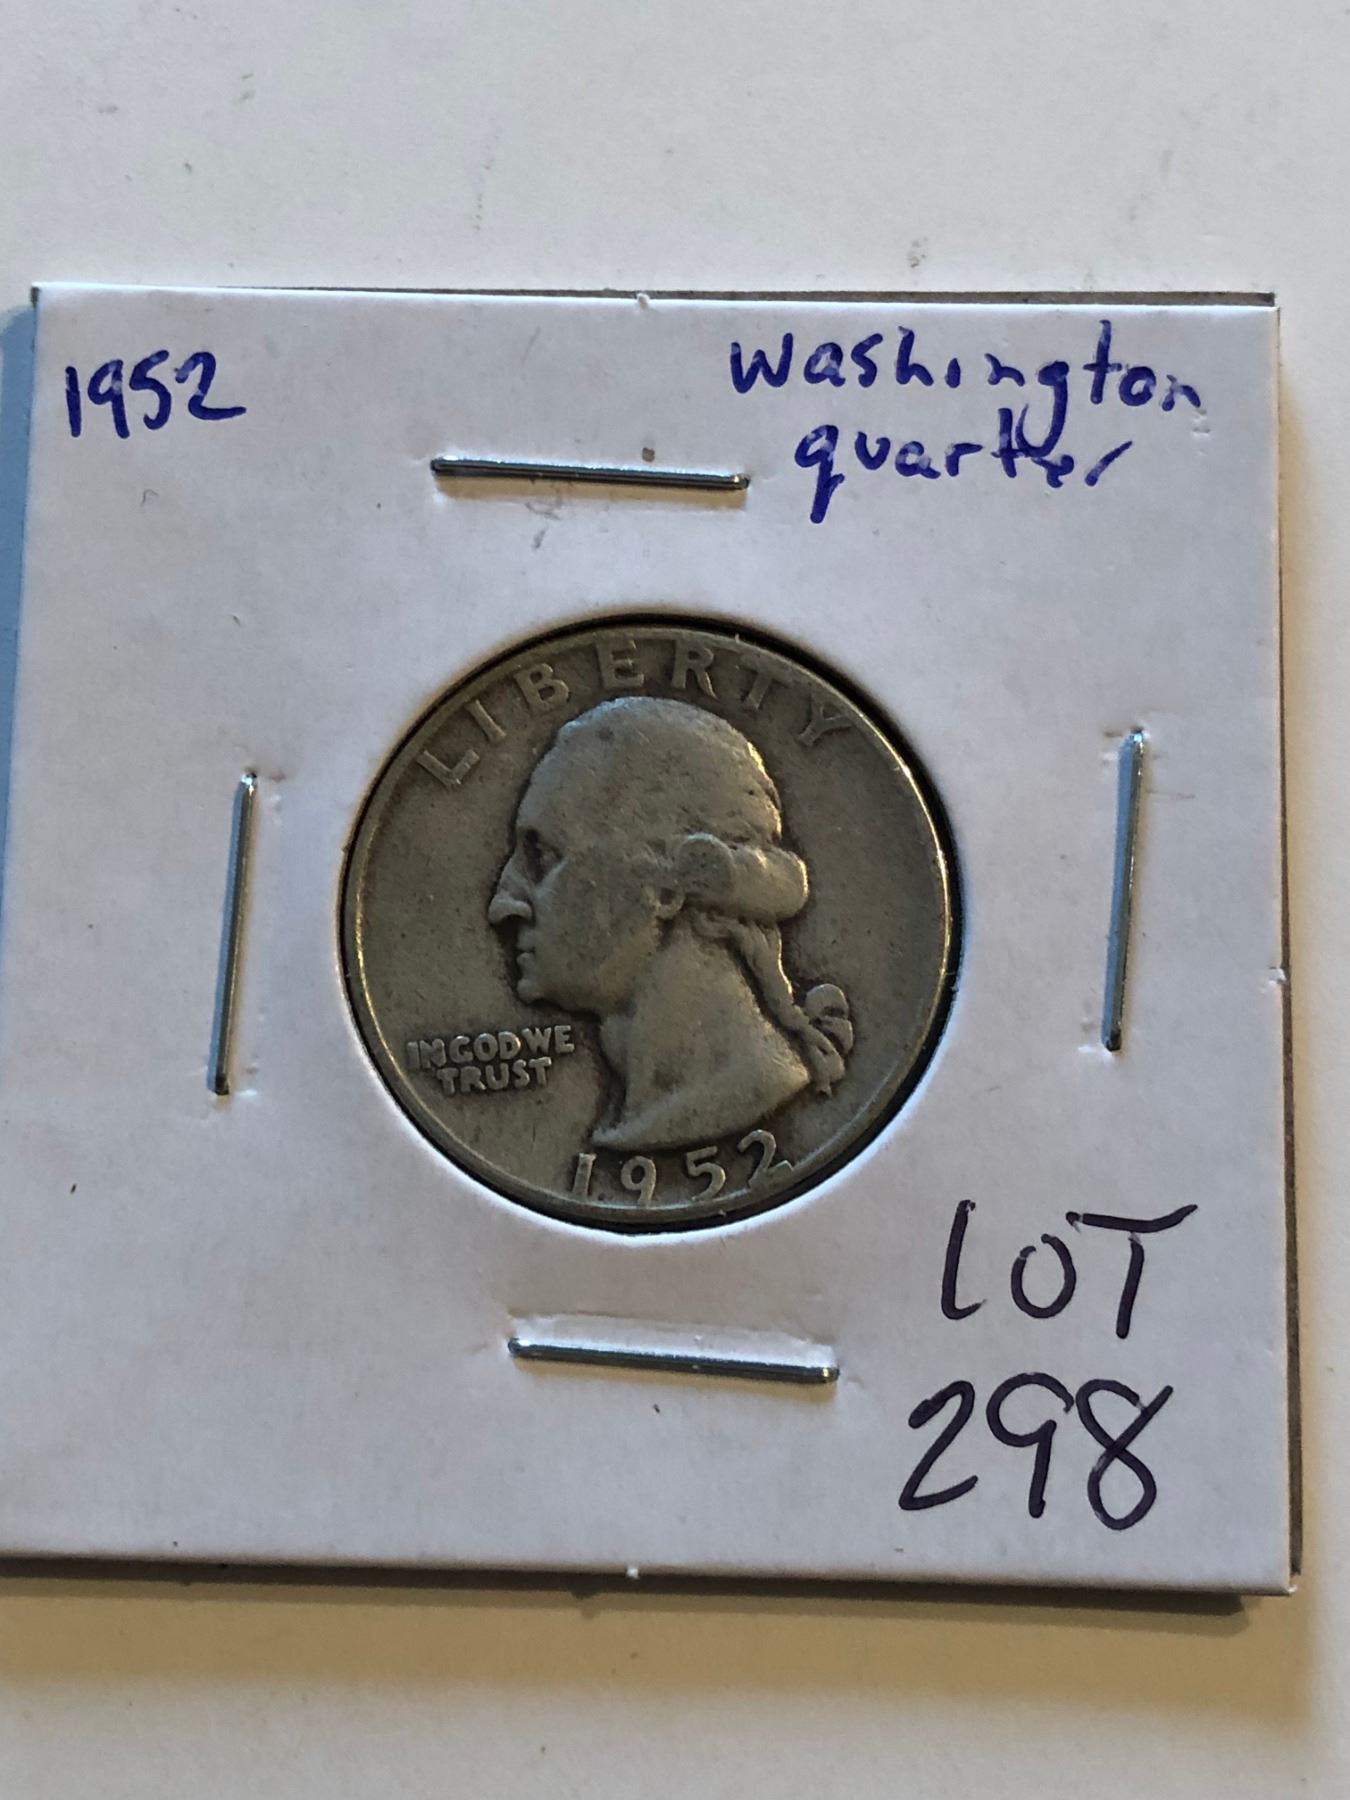 1952
Washington
quarter
LIBERTY
IN GOD WE
TRUST
1952
LOT
298